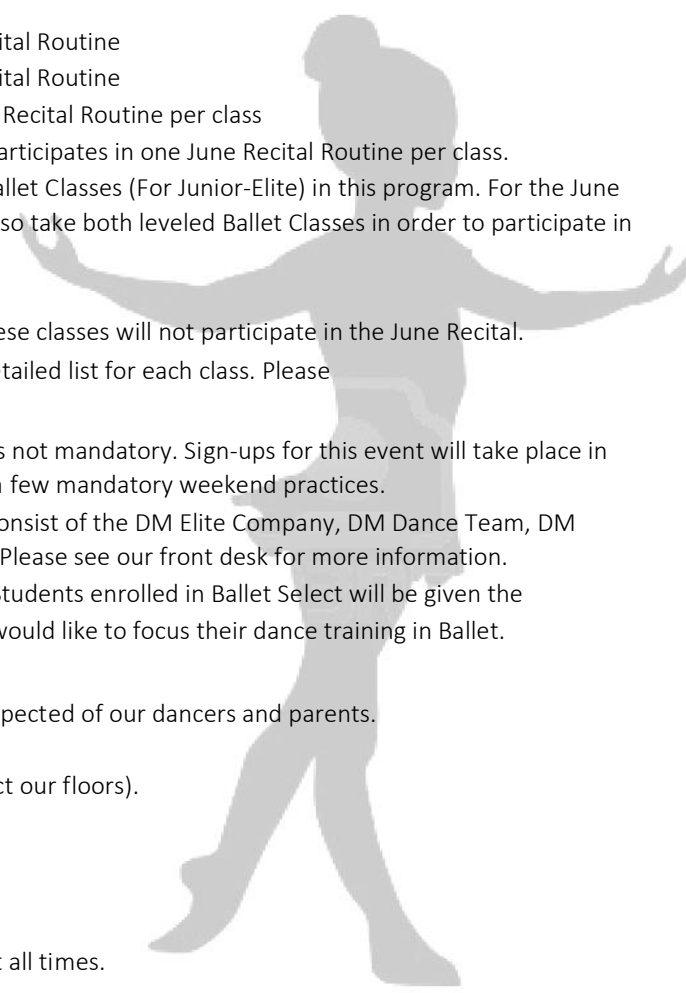 ital Routine
ital Routine
Recital Routine per class
articipates in one June Recital Routine per class.
allet Classes (For Junior-Elite) in this program. For the June
so take both leveled Ballet Classes in order to participate in
ese classes will not participate in the June Recital.
etailed list for each class. Please
s not mandatory. Sign-ups for this event will take place in
a few mandatory weekend practices.
onsist of the DM Elite Company, DM Dance Team, DM
Please see our front desk for more information.
Students enrolled in Ballet Select will be given the
would like to focus their dance training in Ballet.
pected of our dancers and parents.
ct our floors).
t all times.